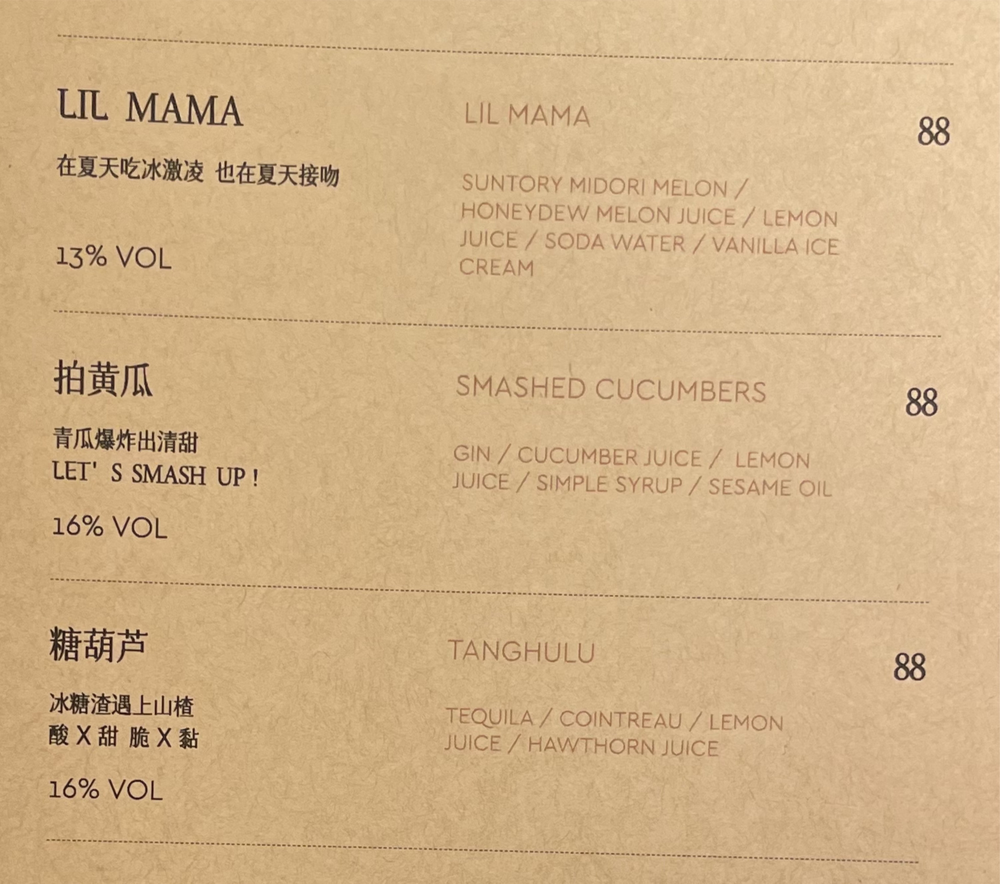 LIL MAMA
LIL MAMA
88
在夏天吃冰激凌 也在夏天接吻
SUNTORY MIDORI MELON /
HONEYDEW MELON JUICE / LEMON
JUICE / SODA WATER / VANILLA ICE
CREAM
13% VOL
拍黄瓜
SMASHED CUCUMBERS
88
青瓜爆炸出清甜
LET' S SMASH UP !
GIN / CUCUMBER JUICE / LEMON
JUICE / SIMPLE SYRUP / SESAME OIL
16% VOL
糖葫芦
TANGHULU
88
冰糖渣遇上山楂
酸 X 甜 脆 X 黏
TEQUILA / COINTREAU / LEMON
JUICE / HAWTHORN JUICE
16% VOL